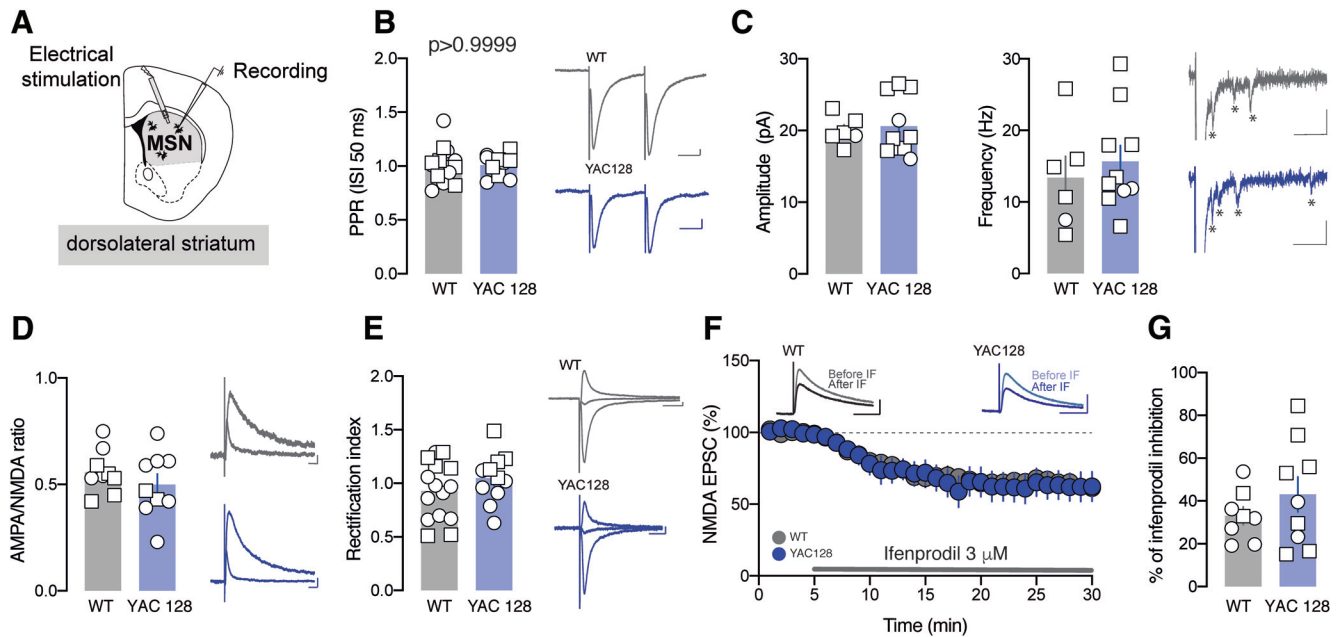 A
Electrical
stimulation
Recording
MSN
dorsolateral striatum
B
p>0.9999
PPR (ISI 50 ms)
2.0
1.5
1.0
0.5
0.0
WT
YAC 128
WT
YAC128
C
Amplitude (pA)
30
20
10
0
WT
YAC 128
Frequency (Hz)
30
20
10
0
WT
YAC 128
* * *
* * * *
D
AMPA/NMDA ratio
1.0
0.5
0.0
WT
YAC 128
E
Rectification index
2.0
1.5
1.0
0.5
0.0
WT
YAC 128
WT
YAC128
F
NMDA EPSC (%)
150
100
50
0
WT
Before IF
After IF
YAC128
Before IF
After IF
WT
YAC128
Ifenprodil 3 μM
0 5 10 15 20 25 30
Time (min)
G
% of infenprodil inhibition
100
80
60
40
20
0
WT
YAC 128